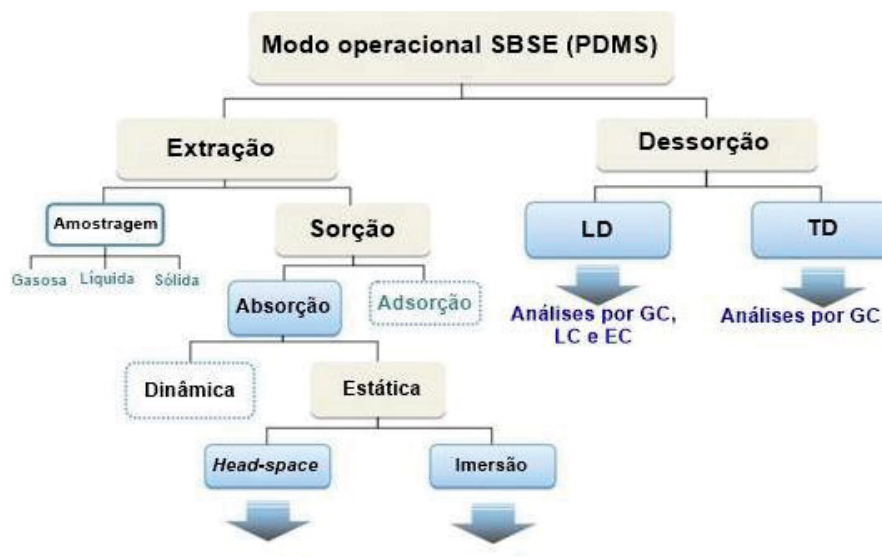 Modo operacional SBSE (PDMS)
Extração
Dessorção
Amostragem
Gasosa
Líquida
Sólida
Sorção
LD
TD
Absorção
Adsorção
Análises por GC,
LC e EC
Análises por GC
Dinâmica
Estática
Head-space
Imersão